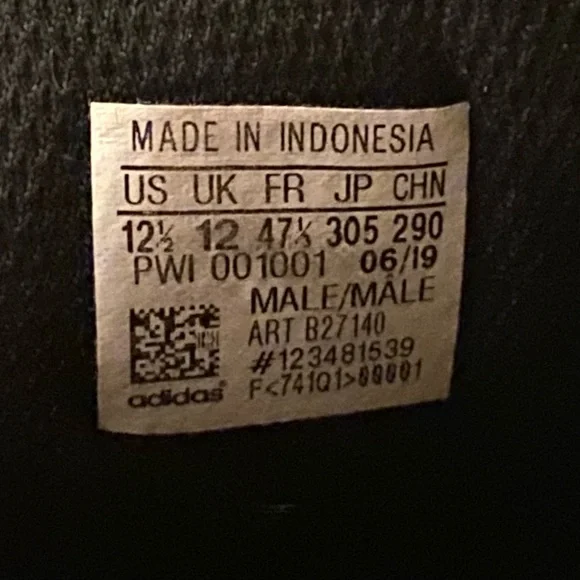 MADE IN INDONESIA
US UK FR JP CHN
12½ 12 47⅓ 305 290
PWI 001001 06/19
MALE/MÂLE
ART B27140
#123481539
F<741Q1>00001
adidas®